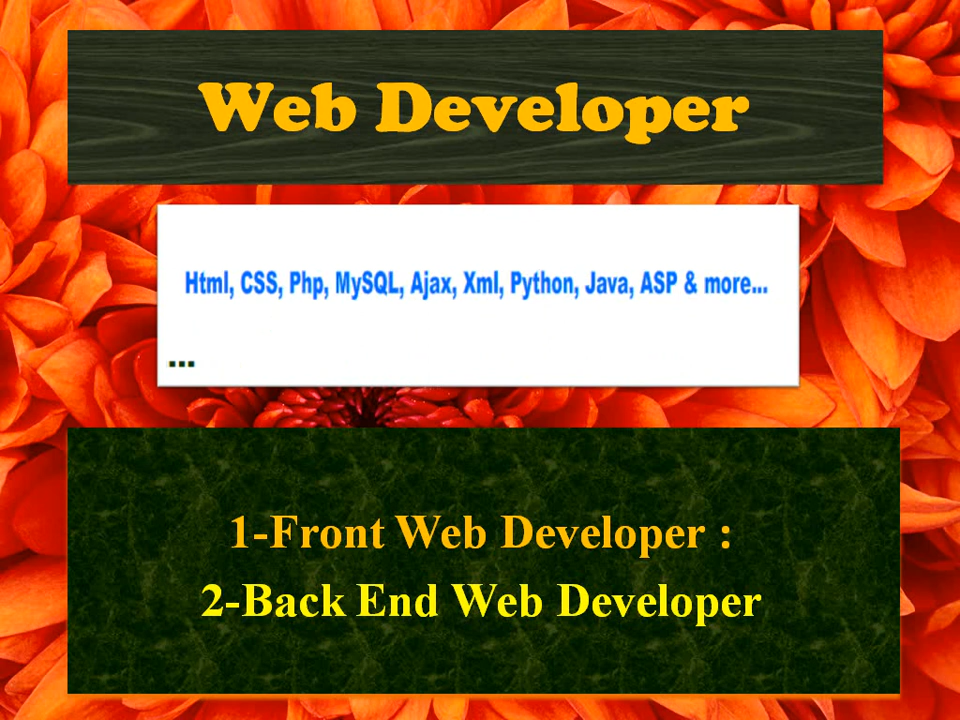 Web Developer
Html, CSS, Php, MySQL, Ajax, Xml, Python, Java, ASP & more...
...
1-Front Web Developer :
2-Back End Web Developer